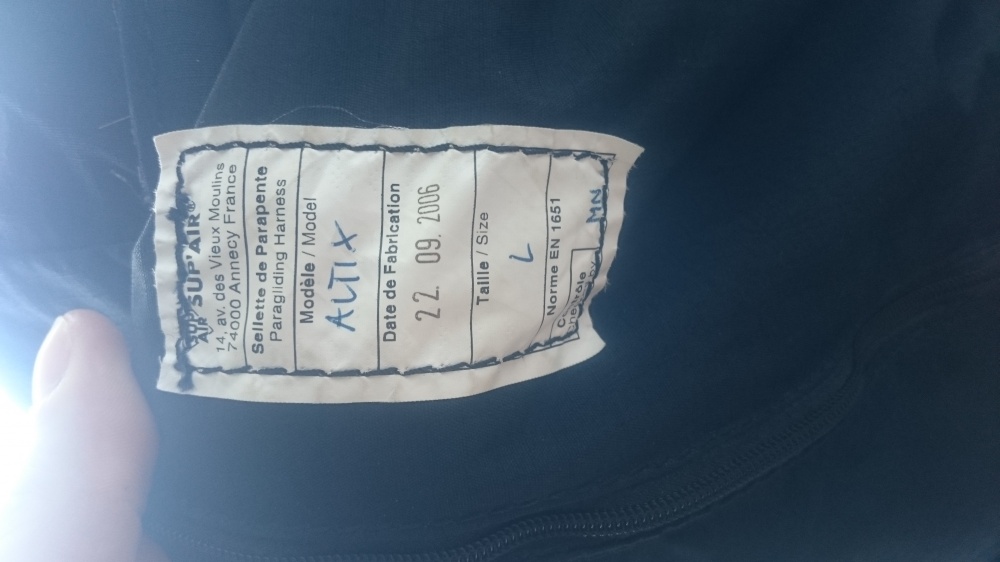 SUP'AIR®
14, av. des Vieux Moulins
74000 Annecy France
Sellette de Parapente
Paragliding Harness
Modèle / Model
ALTIX
Date de Fabrication
22. 09. 2006
Taille / Size
L
Norme EN 1651
MN